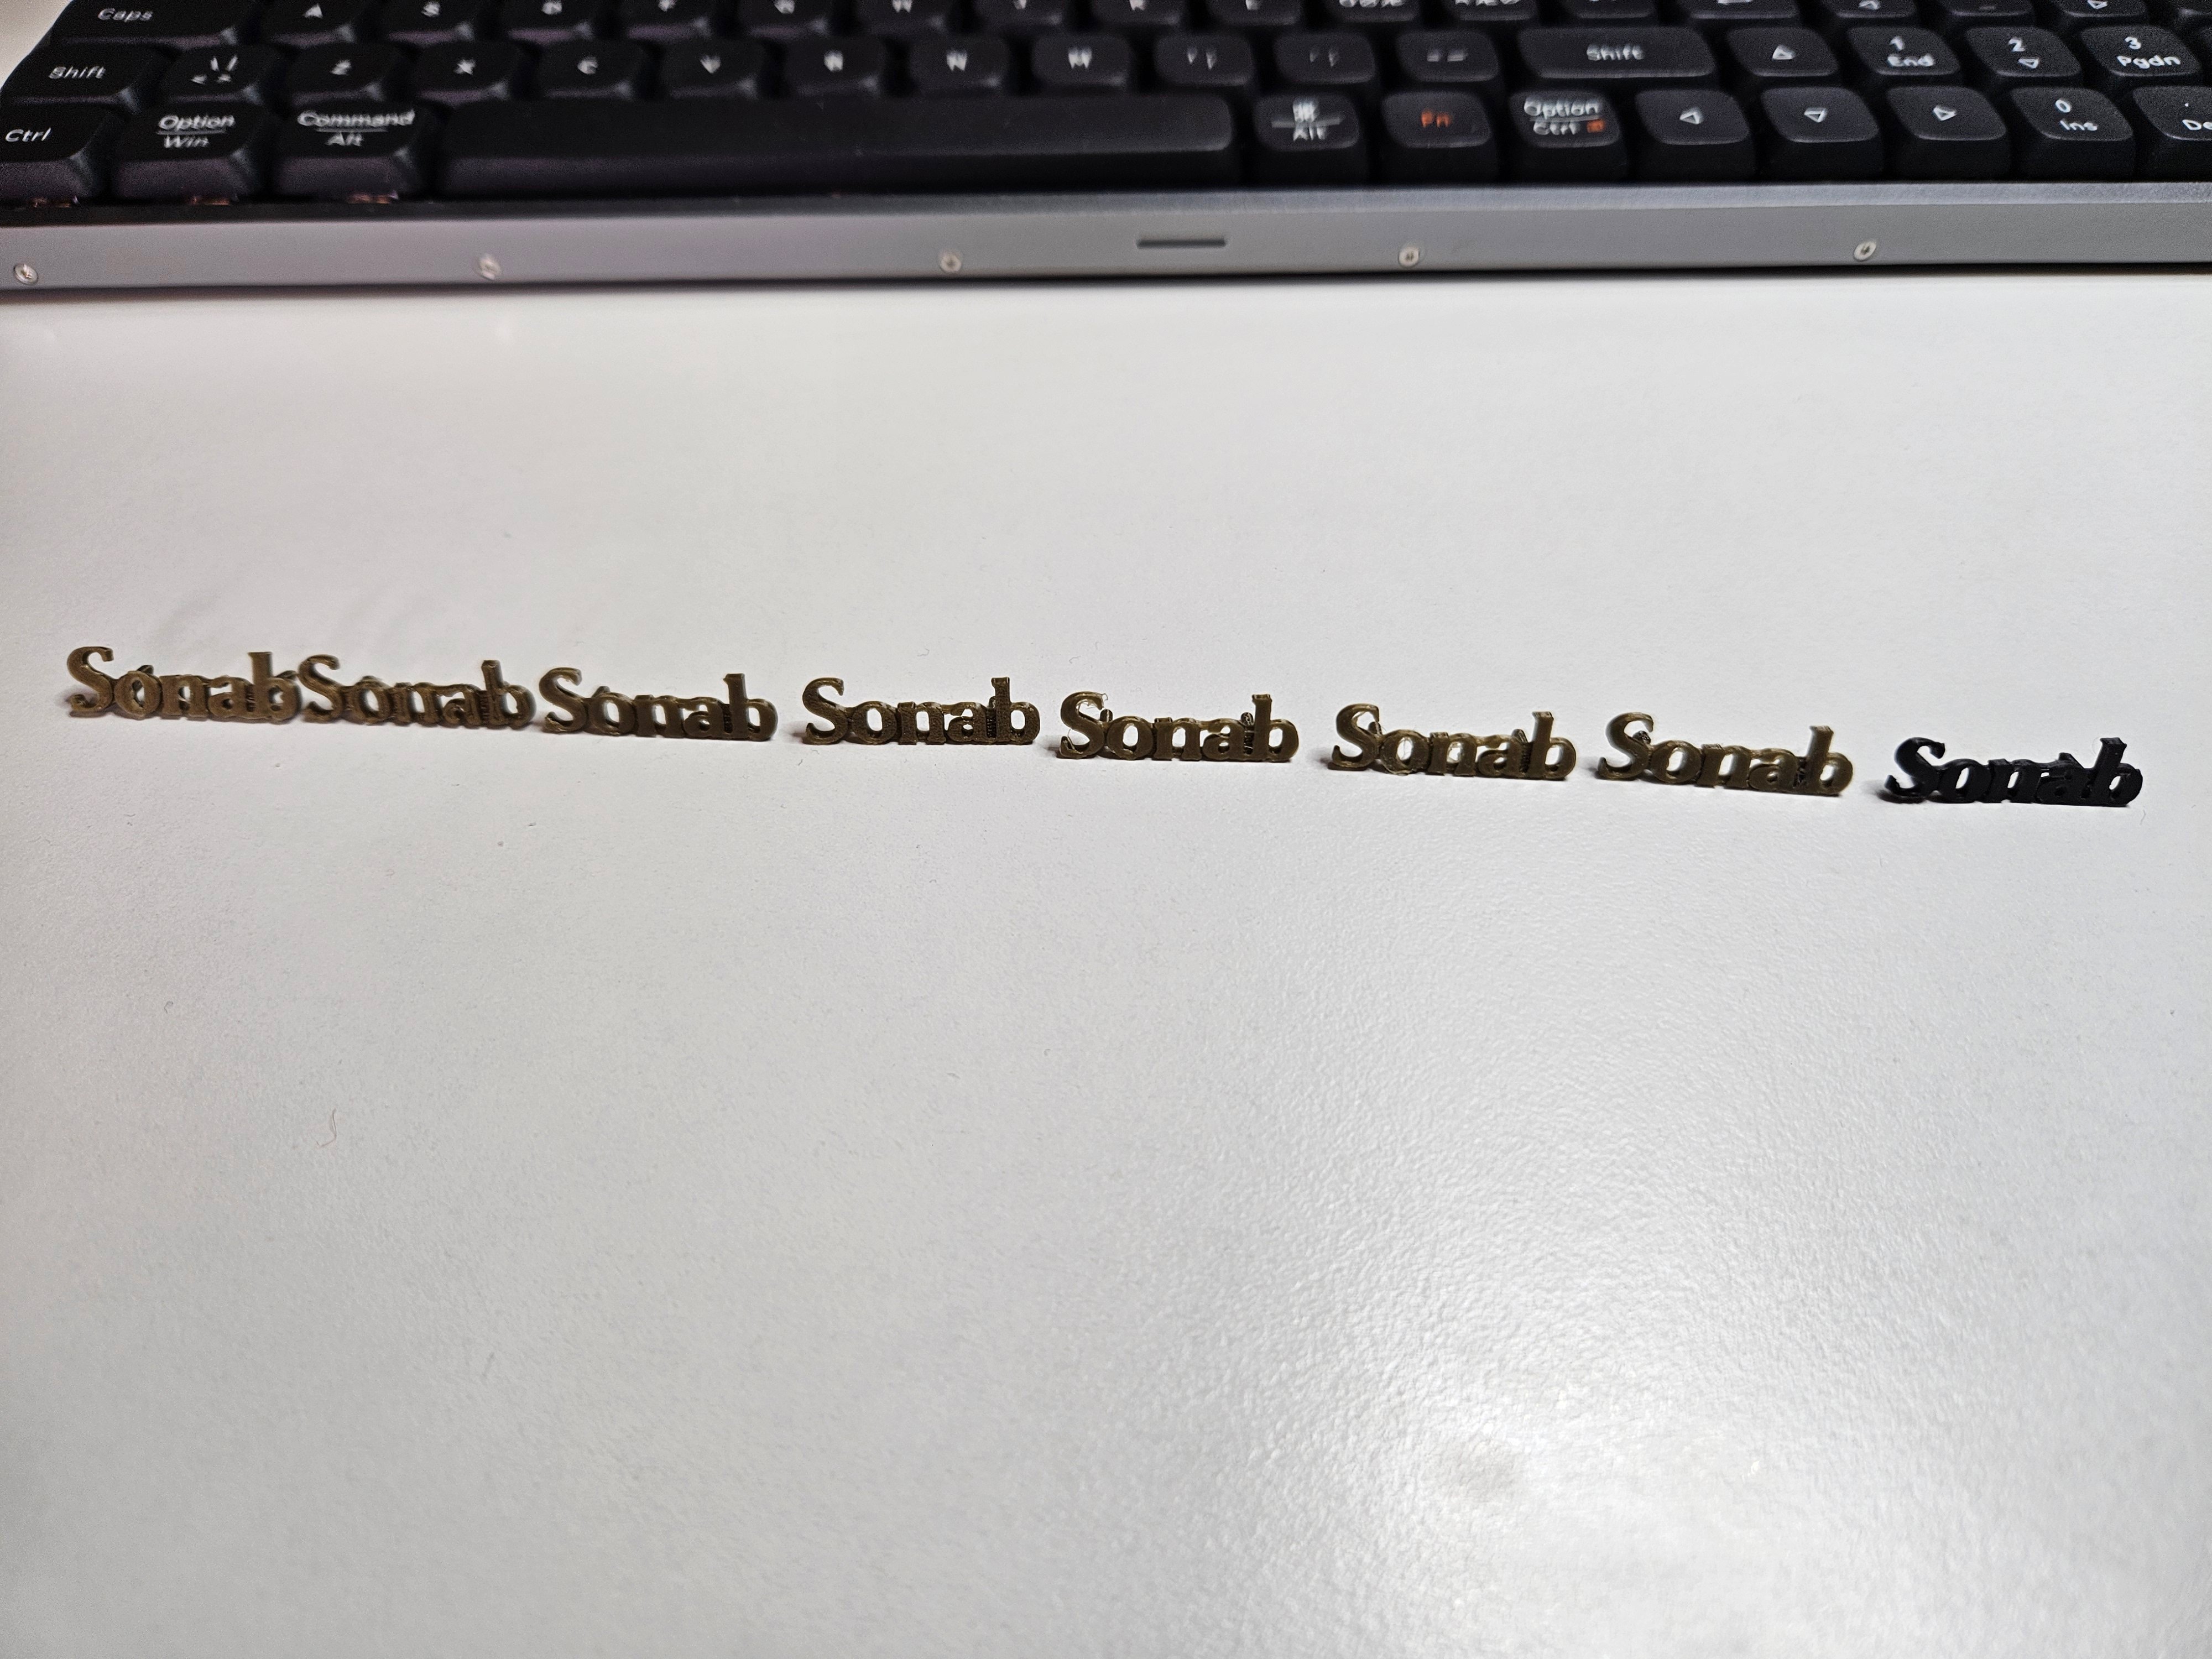 Caps A S
Shift Z X C V B N M Shift 1 End 2 3 Pgdn
Ctrl Option Win Command Alt ⌘ Alt Fn Option Ctrl 0 Ins
Sonab Sonab Sonab Sonab Sonab Sonab Sonab Sonab